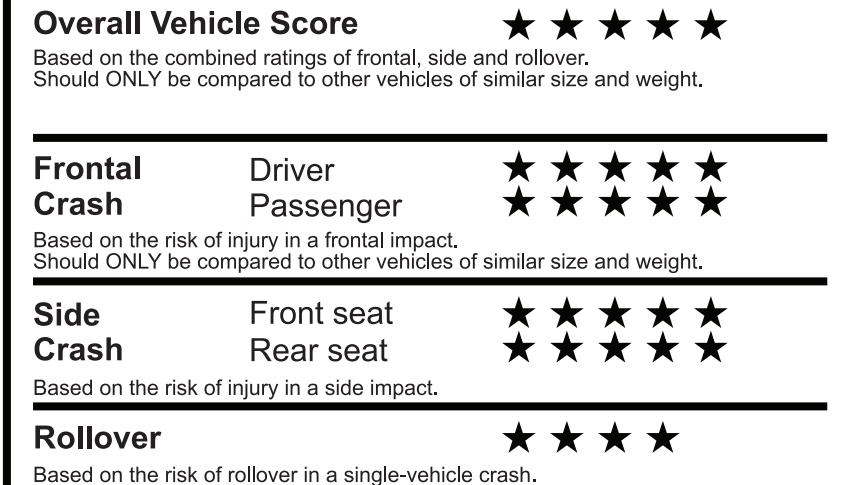 Overall Vehicle Score ★ ★ ★ ★ ★
Based on the combined ratings of frontal, side and rollover.
Should ONLY be compared to other vehicles of similar size and weight.
Frontal Driver ★ ★ ★ ★ ★
Crash Passenger ★ ★ ★ ★ ★
Based on the risk of injury in a frontal impact.
Should ONLY be compared to other vehicles of similar size and weight.
Side Front seat ★ ★ ★ ★ ★
Crash Rear seat ★ ★ ★ ★ ★
Based on the risk of injury in a side impact.
Rollover ★ ★ ★ ★
Based on the risk of rollover in a single-vehicle crash.